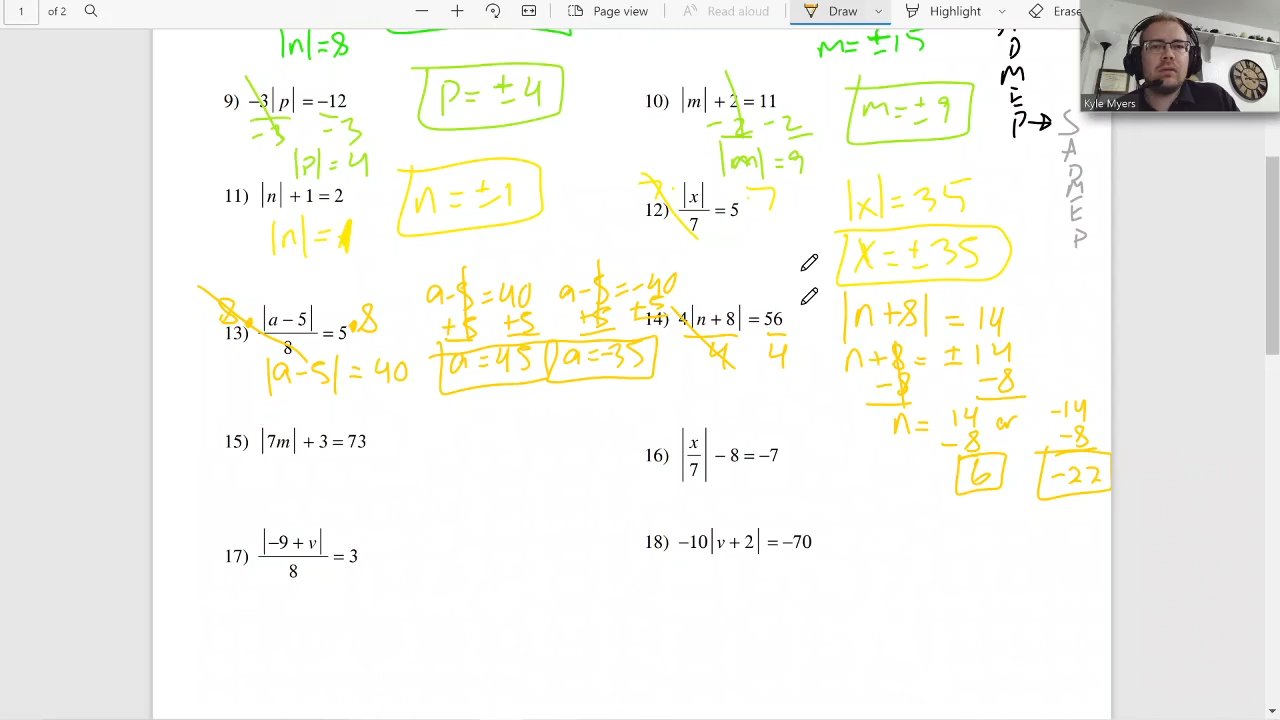 1 of 2 Page view Read aloud Draw Highlight Erase
Kyle Myers
|n|=8
m=±15
D
M
E
P→
S
A
D
M
E
P
9) −3|p| = −12
−3 −3
|p|=4
p=±4
10) |m| + 2 = 11
−2 −2
|m|=9
m=±9
11) |n| + 1 = 2
|n|=1
n=±1
12) |x|/7 = 5 ·7
7·
|x|=35
x=±35
13) |a − 5|/8 = 5 ·8
8·
|a−5|=40
a−5=40
+5 +5
a=45
a−5=−40
+5 +5
a=−35
14) 4|n + 8| = 56
4 4
|n+8| = 14
n+8= ±14
−8 −8
n= 14 or −14
−8 −8
6 −22
15) |7m| + 3 = 73
16) |x/7| − 8 = −7
17) |−9 + v|/8 = 3
18) −10|v + 2| = −70